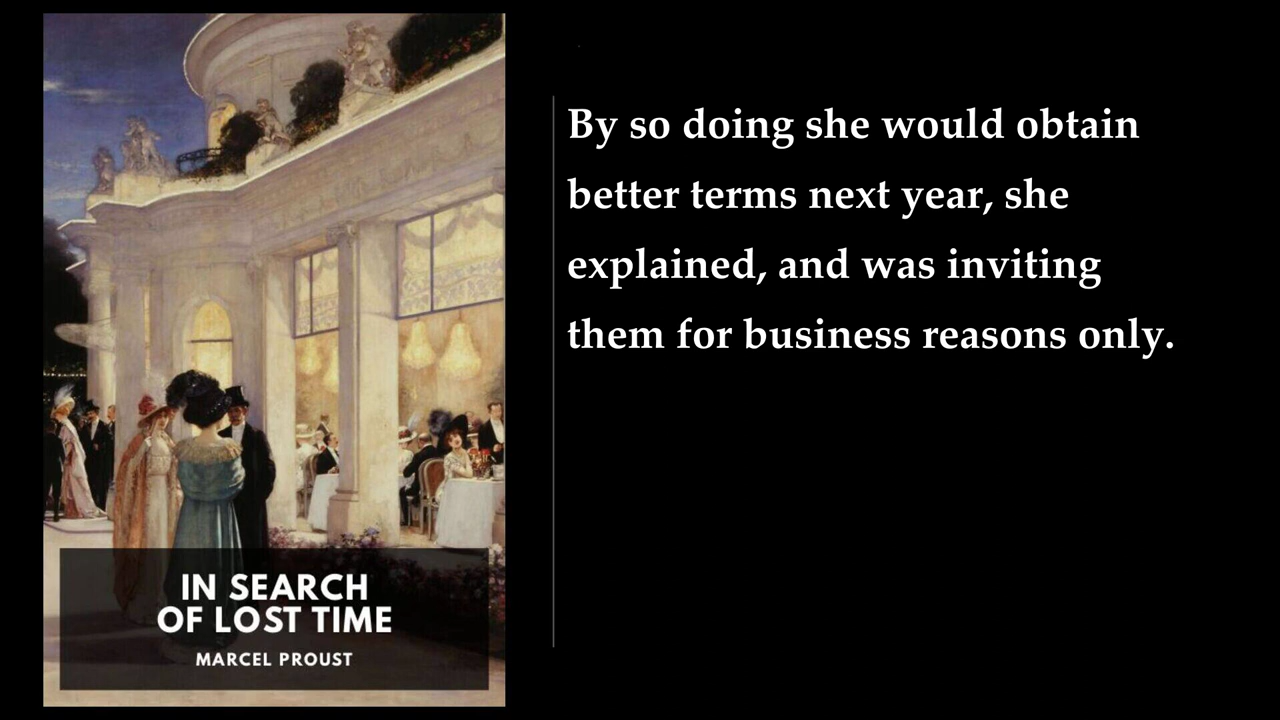 By so doing she would obtain
better terms next year, she
explained, and was inviting
them for business reasons only.
IN SEARCH
OF LOST TIME
MARCEL PROUST